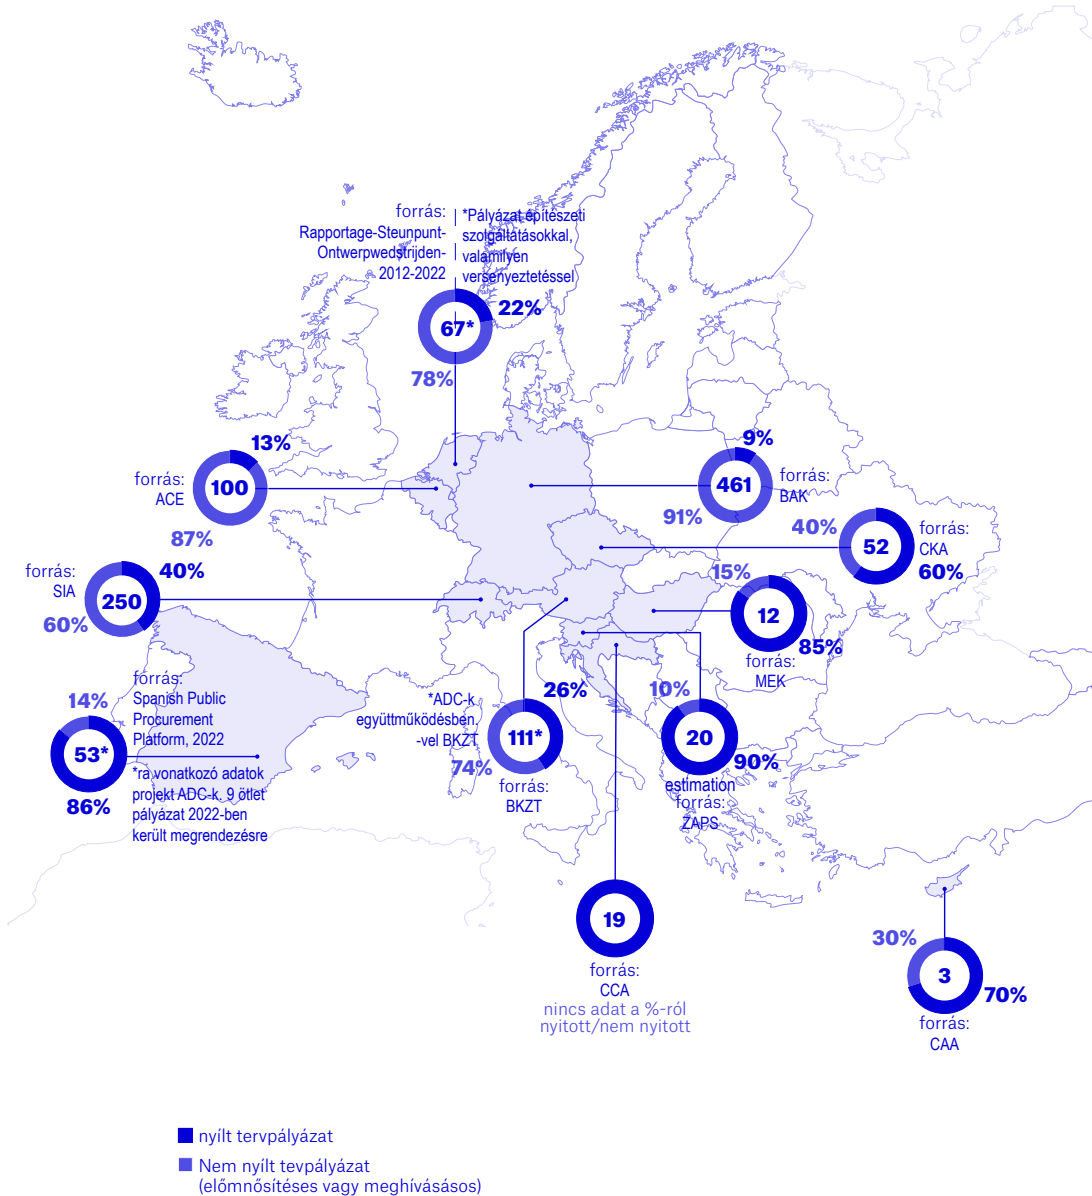 forrás:
Rapportage-Steunpunt-
Ontwerpwedstrijden-
2012-2022
*Pályázat építészeti
szolgáltatásokkal,
valamilyen
versenyeztetéssel
67*
22%
78%
13%
forrás:
ACE
100
87%
9%
461
forrás:
BAK
91%
40%
52
forrás:
CKA
60%
forrás:
SIA
40%
250
60%
15%
12
85%
forrás:
MEK
14%
forrás:
Spanish Public
Procurement
Platform, 2022
53*
86%
*ra vonatkozó adatok
projekt ADC-k. 9 ötlet
pályázat 2022-ben
került megrendezésre
*ADC-k
együttműködésben,
-vel BKZT
26%
111*
74%
forrás:
BKZT
10%
20
90%
estimation
forrás:
ZAPS
19
forrás:
CCA
nincs adat a %-ról
nyitott/nem nyitott
30%
3
70%
forrás:
CAA
nyílt tervpályázat
Nem nyílt tevpályázat
(előmnősítéses vagy meghívásásos)